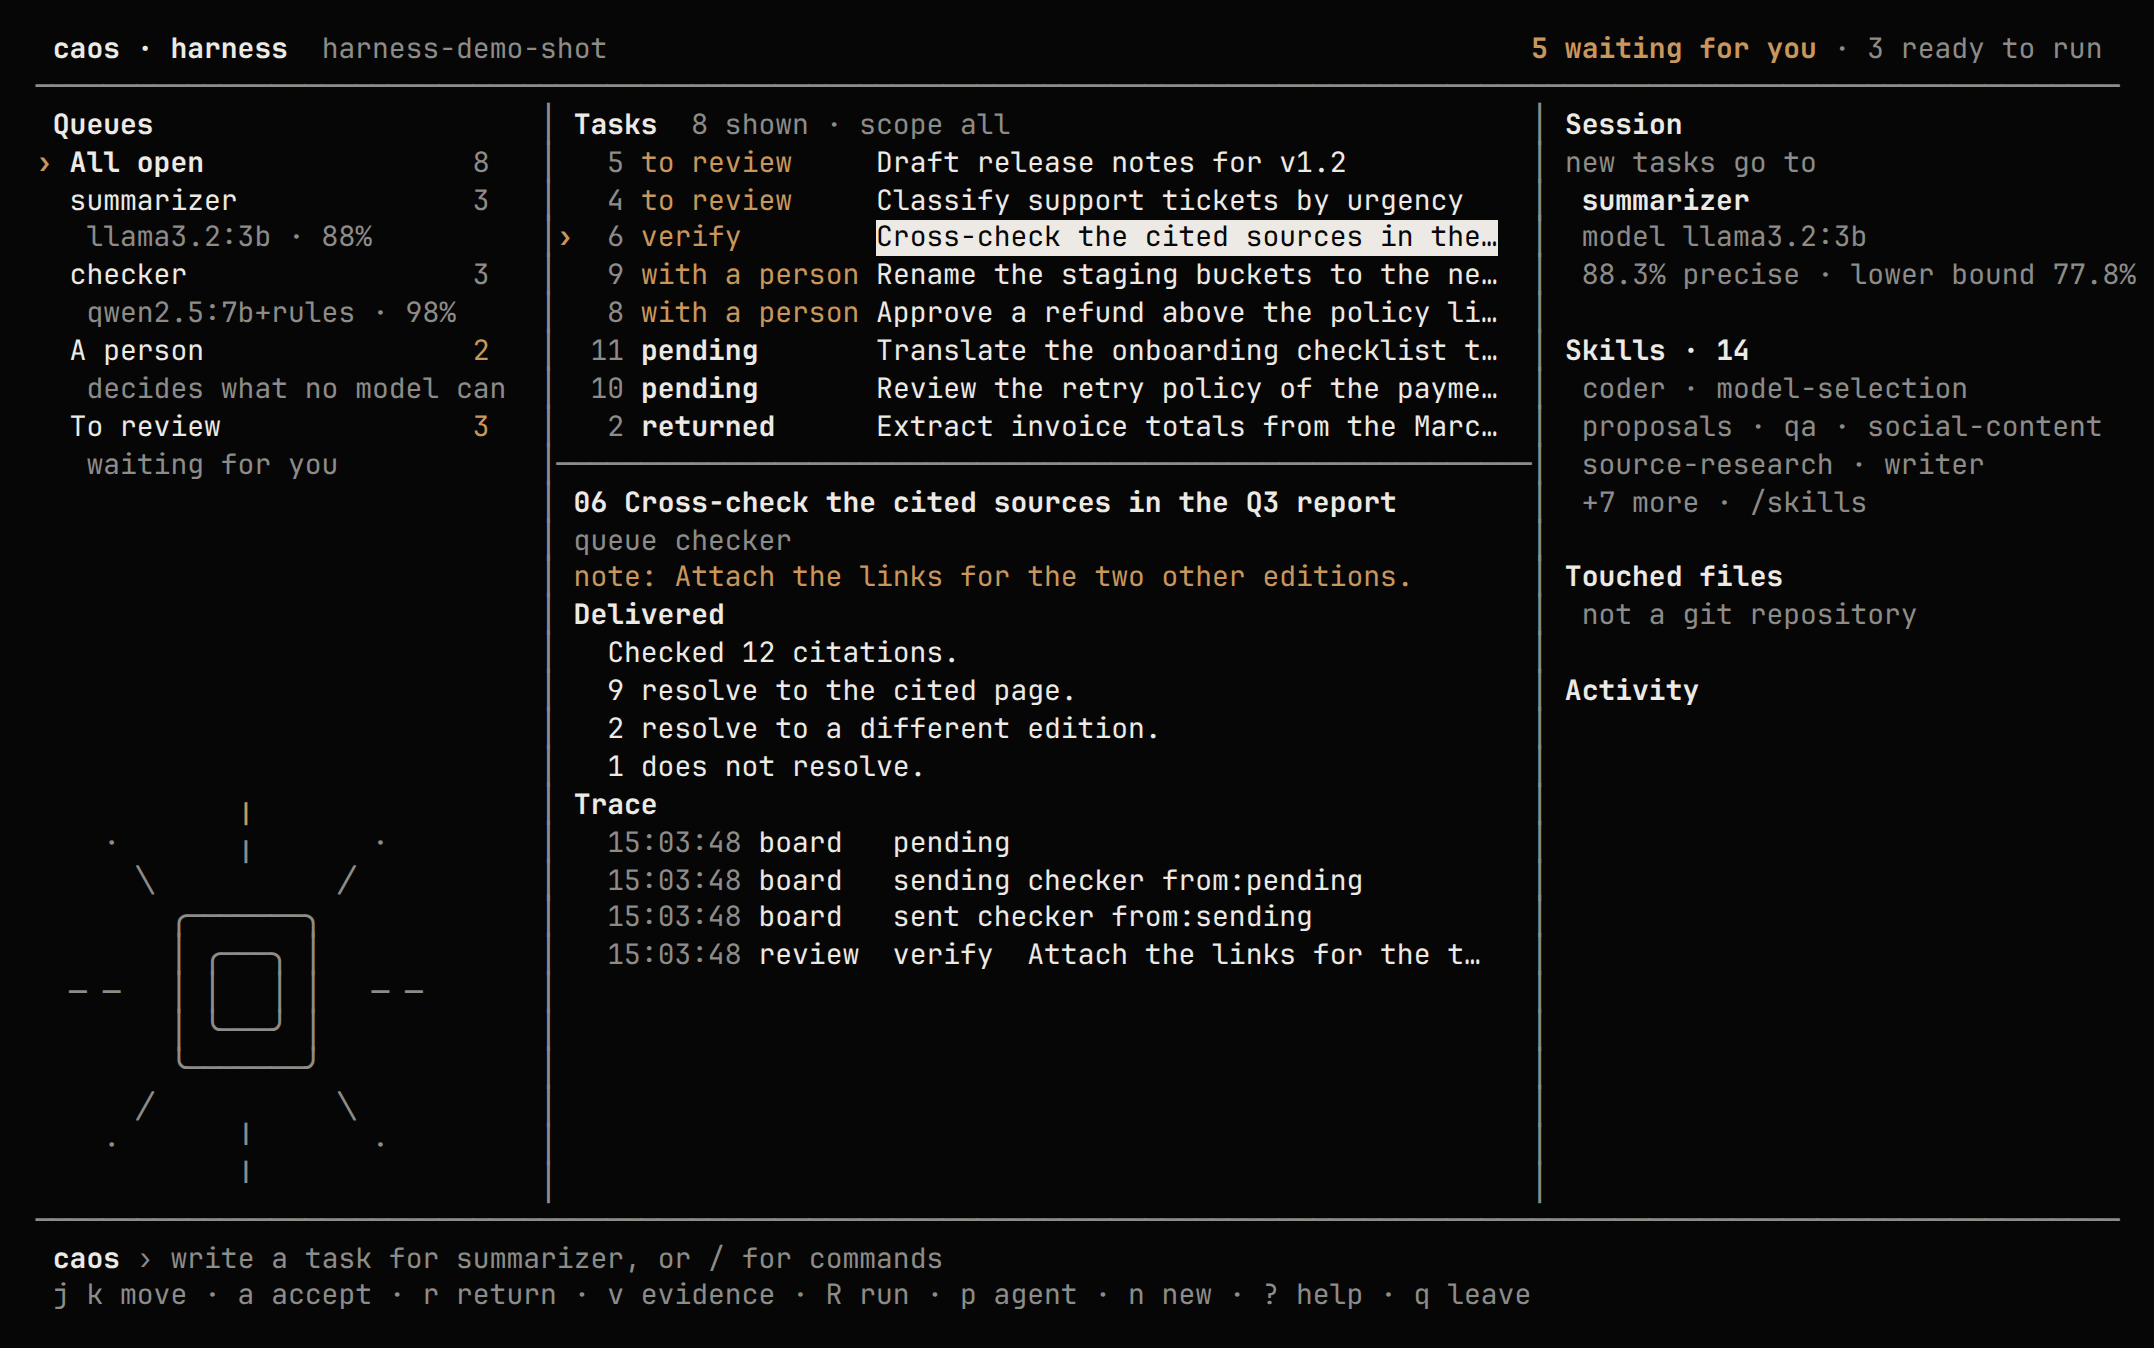 caos · harness  harness-demo-shot
5 waiting for you · 3 ready to run
Queues
› All open 8
summarizer 3
llama3.2:3b · 88%
checker 3
qwen2.5:7b+rules · 98%
A person 2
decides what no model can
To review 3
waiting for you
Tasks  8 shown · scope all
5 to review Draft release notes for v1.2
4 to review Classify support tickets by urgency
› 6 verify Cross-check the cited sources in the…
9 with a person Rename the staging buckets to the ne…
8 with a person Approve a refund above the policy li…
11 pending Translate the onboarding checklist t…
10 pending Review the retry policy of the payme…
2 returned Extract invoice totals from the Marc…
06 Cross-check the cited sources in the Q3 report
queue checker
note: Attach the links for the two other editions.
Delivered
Checked 12 citations.
9 resolve to the cited page.
2 resolve to a different edition.
1 does not resolve.
Trace
15:03:48 board pending
15:03:48 board sending checker from:pending
15:03:48 board sent checker from:sending
15:03:48 review verify Attach the links for the t…
Session
new tasks go to
summarizer
model llama3.2:3b
88.3% precise · lower bound 77.8%
Skills · 14
coder · model-selection
proposals · qa · social-content
source-research · writer
+7 more · /skills
Touched files
not a git repository
Activity
caos › write a task for summarizer, or / for commands
j k move · a accept · r return · v evidence · R run · p agent · n new · ? help · q leave